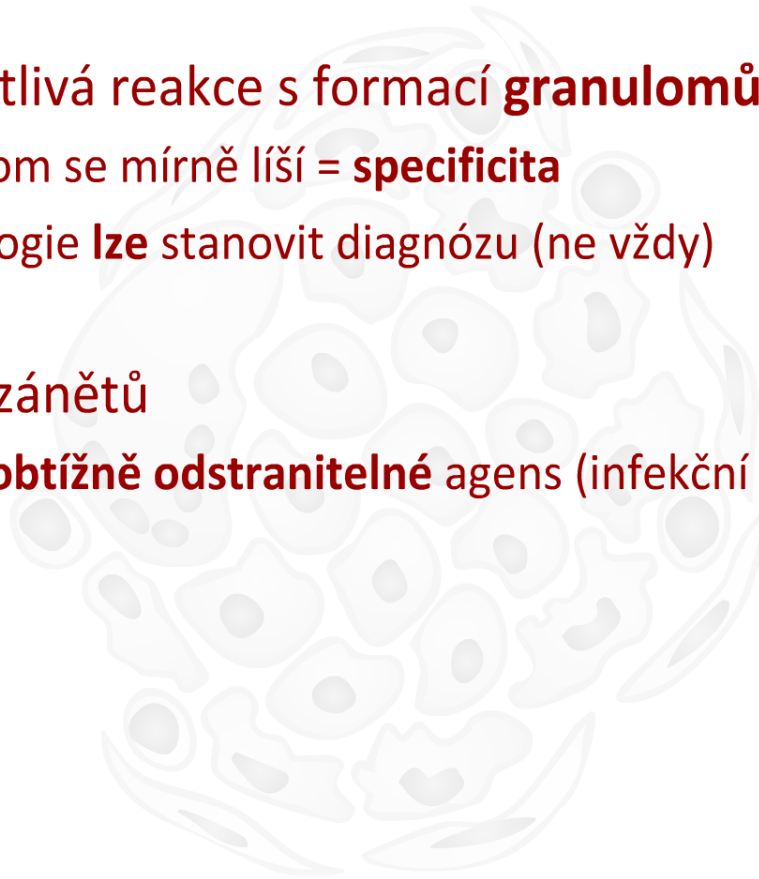 tlivá reakce s formací granulomů
om se mírně líší = specificita
ogie lze stanovit diagnózu (ne vždy)
zánětů
obtížně odstranitelné agens (infekční